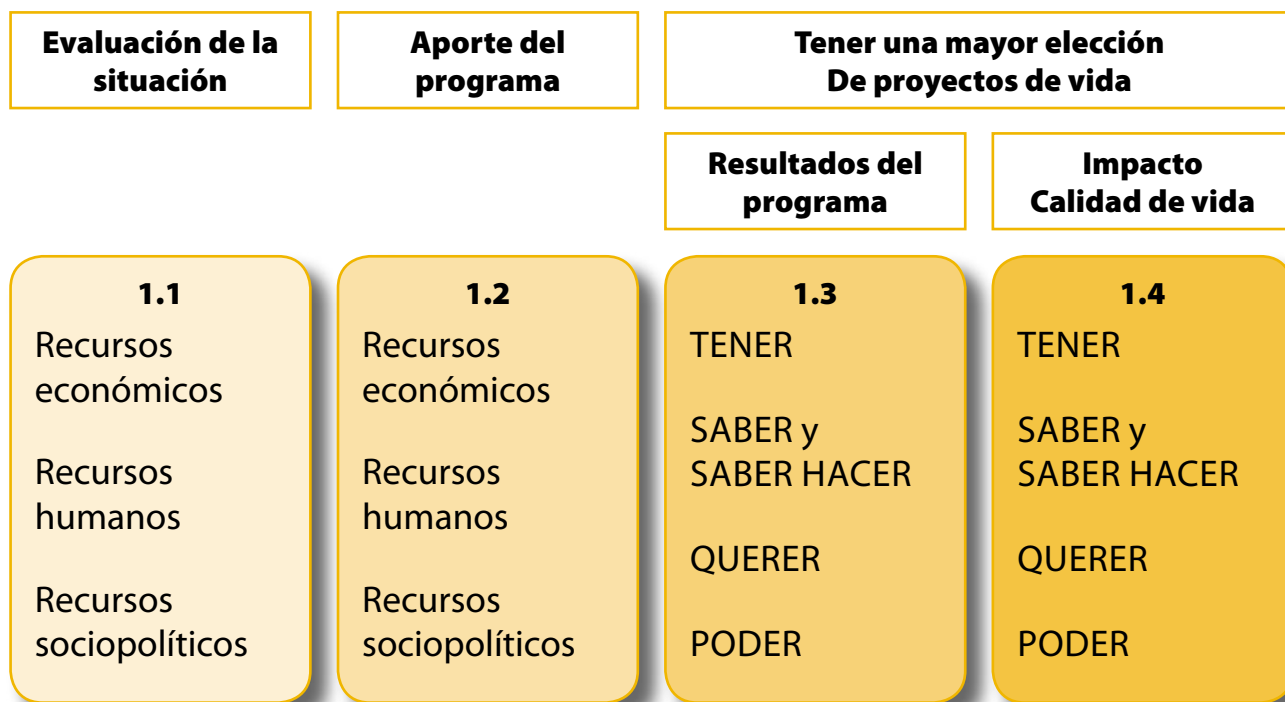 Evaluación de la
situación
Aporte del
programa
Tener una mayor elección
De proyectos de vida
Resultados del
programa
Impacto
Calidad de vida
1.1
Recursos
económicos
Recursos
humanos
Recursos
sociopolíticos
1.2
Recursos
económicos
Recursos
humanos
Recursos
sociopolíticos
1.3
TENER
SABER y
SABER HACER
QUERER
PODER
1.4
TENER
SABER y
SABER HACER
QUERER
PODER